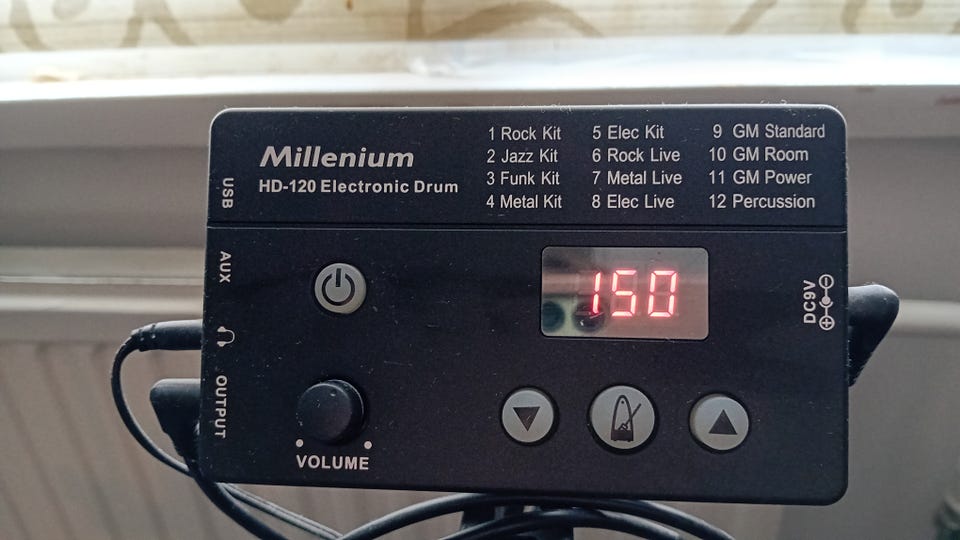 Millenium
HD-120 Electronic Drum
1 Rock Kit
2 Jazz Kit
3 Funk Kit
4 Metal Kit
5 Elec Kit
6 Rock Live
7 Metal Live
8 Elec Live
9 GM Standard
10 GM Room
11 GM Power
12 Percussion
USB
AUX
OUTPUT
150
DC9V
VOLUME